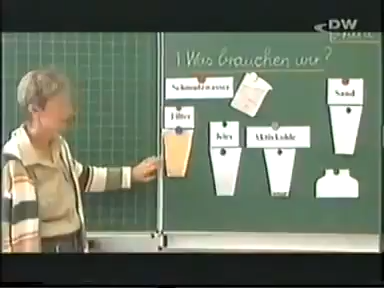 DW
1 Was brauchen wir?
Schmutzwasser
Sand
Filter
Kies
Aktivkohle